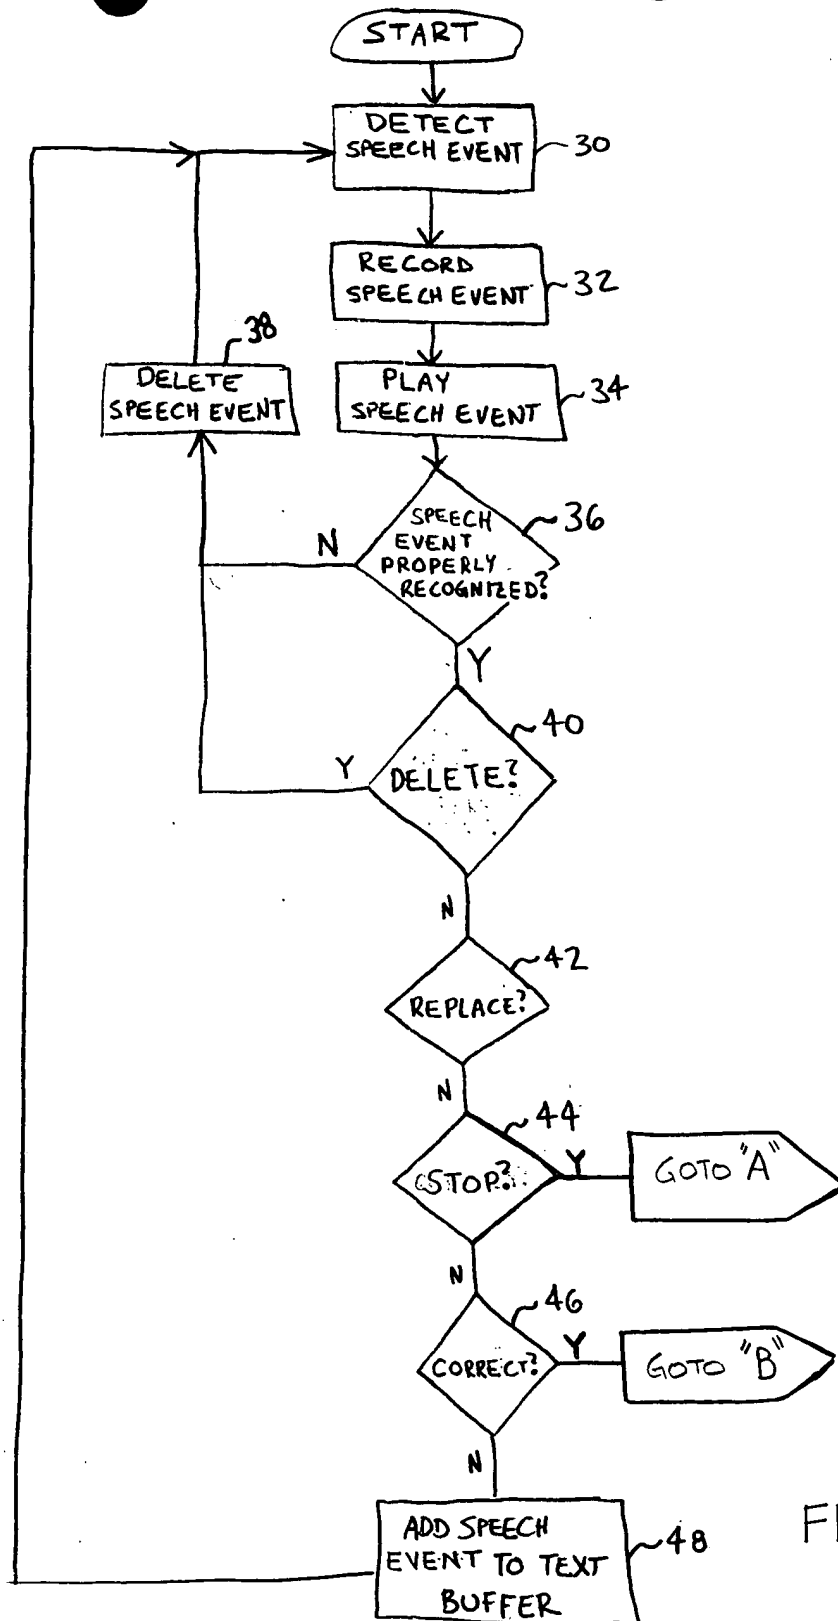 START
DETECT
SPEECH EVENT
30
RECORD
SPEECH EVENT
32
38
DELETE
SPEECH EVENT
PLAY
SPEECH EVENT
34
SPEECH
EVENT
PROPERLY
RECOGNIZED?
36
N
Y
40
DELETE?
Y
N
42
REPLACE?
N
44
STOP?
Y
GOTO "A"
N
46
CORRECT?
Y
GOTO "B"
N
ADD SPEECH
EVENT TO TEXT
BUFFER
48